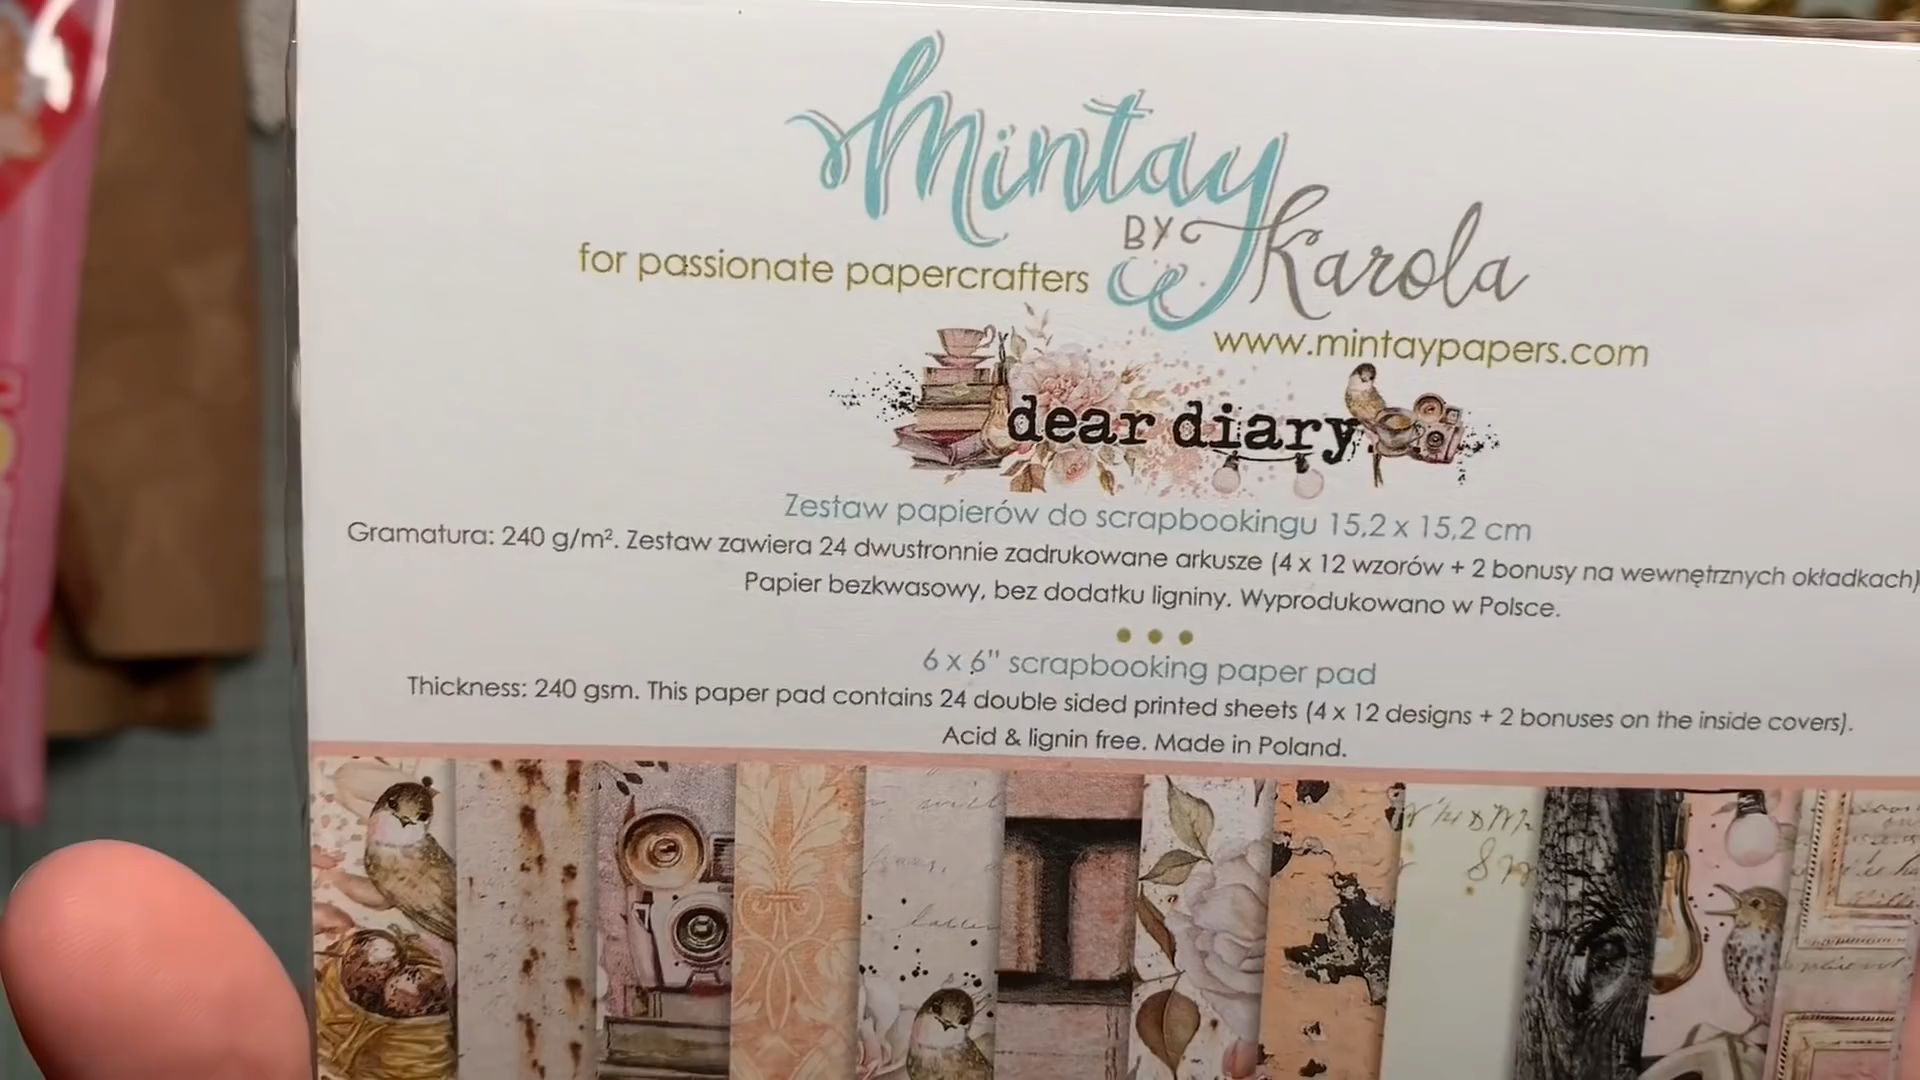 Mintay
BY Karola
for passionate papercrafters
www.mintaypapers.com
dear diary
Zestaw papierów do scrapbookingu 15,2 x 15,2 cm
Gramatura: 240 g/m². Zestaw zawiera 24 dwustronnie zadrukowane arkusze (4 x 12 wzorów + 2 bonusy na wewnętrznych okładkach)
Papier bezkwasowy, bez dodatku ligniny. Wyprodukowano w Polsce.
6 x 6" scrapbooking paper pad
Thickness: 240 gsm. This paper pad contains 24 double sided printed sheets (4 x 12 designs + 2 bonuses on the inside covers).
Acid & lignin free. Made in Poland.